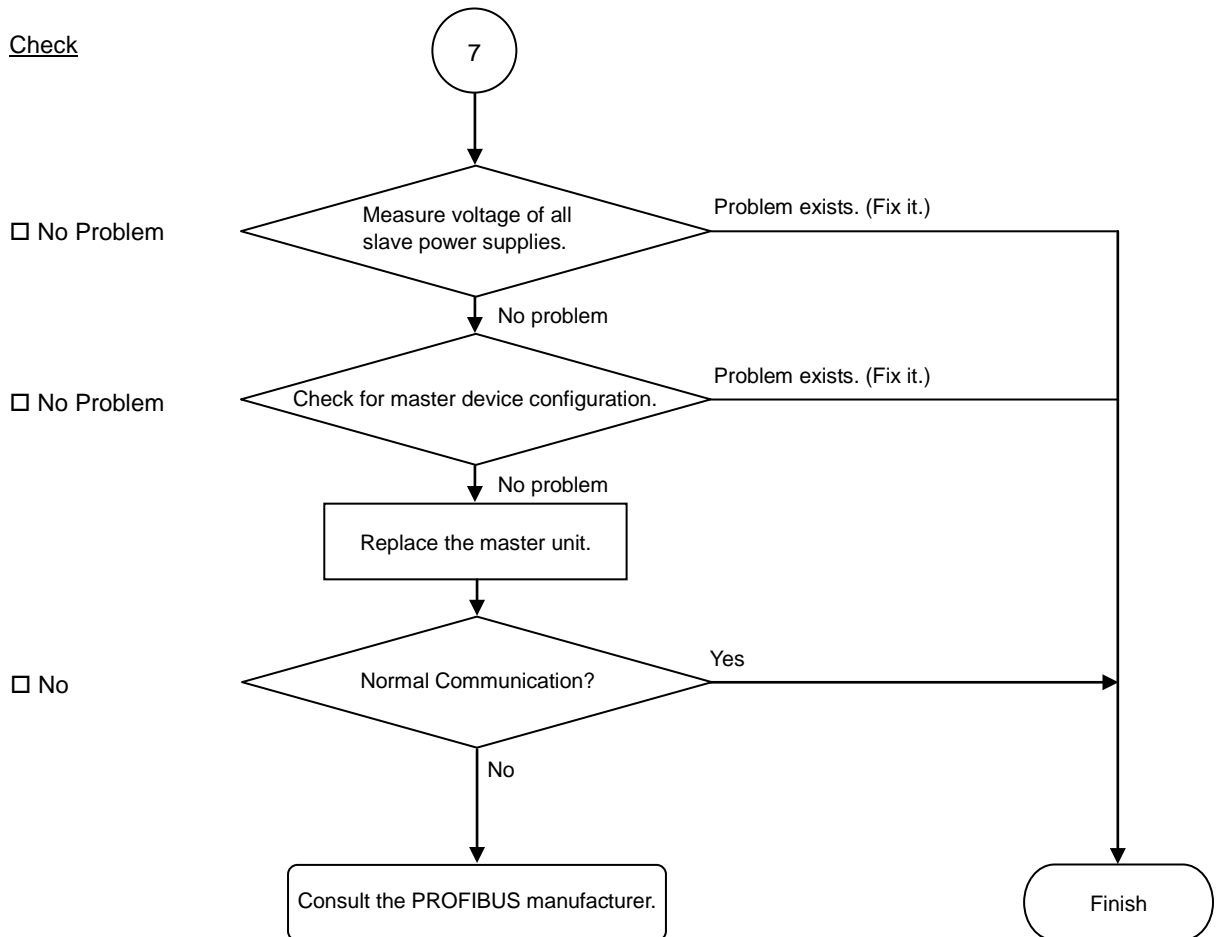 Check
7
Measure voltage of all
slave power supplies.
Problem exists. (Fix it.)
□ No Problem
No problem
Check for master device configuration.
Problem exists. (Fix it.)
□ No Problem
No problem
Replace the master unit.
Normal Communication?
Yes
□ No
No
Consult the PROFIBUS manufacturer.
Finish